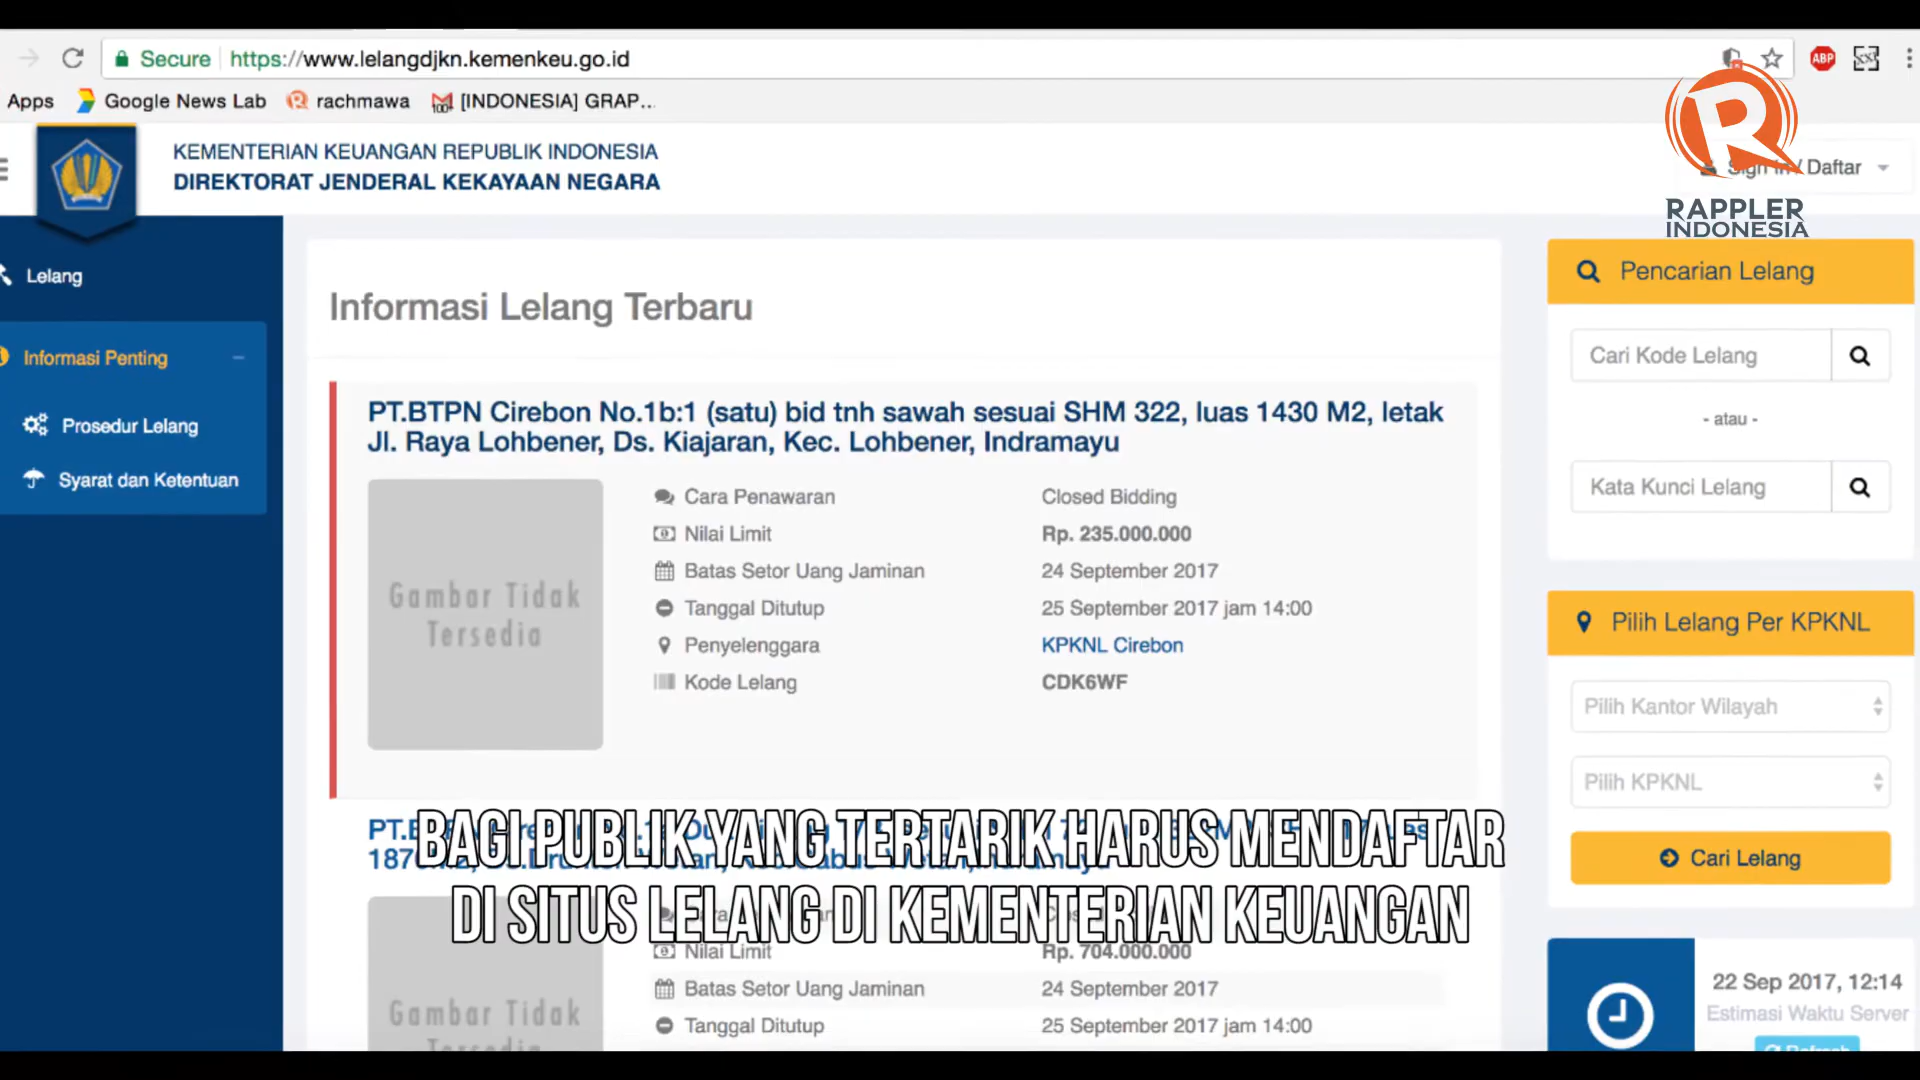 Secure https://www.lelangdjkn.kemenkeu.go.id
ABP
Apps Google News Lab rachmawa [INDONESIA] GRAP...
KEMENTERIAN KEUANGAN REPUBLIK INDONESIA
DIREKTORAT JENDERAL KEKAYAAN NEGARA
Sign In / Daftar
RAPPLER
INDONESIA
Lelang
Informasi Penting
Prosedur Lelang
Syarat dan Ketentuan
Informasi Lelang Terbaru
PT.BTPN Cirebon No.1b:1 (satu) bid tnh sawah sesuai SHM 322, luas 1430 M2, letak
Jl. Raya Lohbener, Ds. Kiajaran, Kec. Lohbener, Indramayu
Gambar Tidak
Tersedia
Cara Penawaran Closed Bidding
Nilai Limit Rp. 235.000.000
Batas Setor Uang Jaminan 24 September 2017
Tanggal Ditutup 25 September 2017 jam 14:00
Penyelenggara KPKNL Cirebon
Kode Lelang CDK6WF
BAGI PUBLIK YANG TERTARIK HARUS MENDAFTAR
DI SITUS LELANG DI KEMENTERIAN KEUANGAN
Gambar Tidak
Tersedia
Nilai Limit Rp. 704.000.000
Batas Setor Uang Jaminan 24 September 2017
Tanggal Ditutup 25 September 2017 jam 14:00
Pencarian Lelang
Cari Kode Lelang
- atau -
Kata Kunci Lelang
Pilih Lelang Per KPKNL
Pilih Kantor Wilayah
Pilih KPKNL
Cari Lelang
22 Sep 2017, 12:14
Estimasi Waktu Server
Refresh